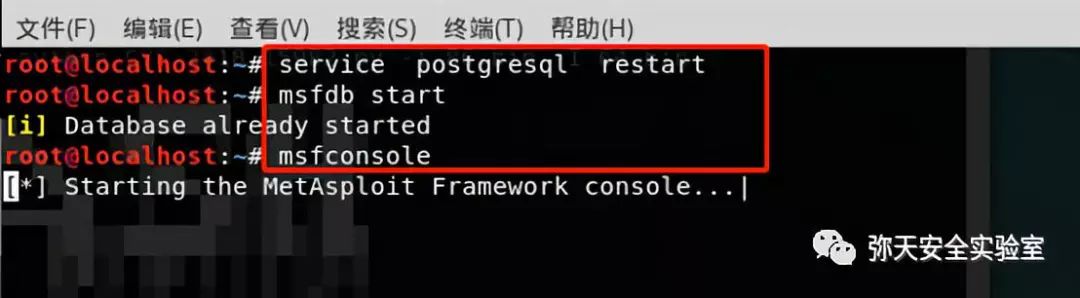 文件(F) 编辑(E) 查看(V) 搜索(S) 终端(T) 帮助(H)
root@localhost:~# service  postgresql  restart
root@localhost:~# msfdb start
[i] Database already started
root@localhost:~# msfconsole
[*] Starting the MetAsploit Framework console...|
弥天安全实验室